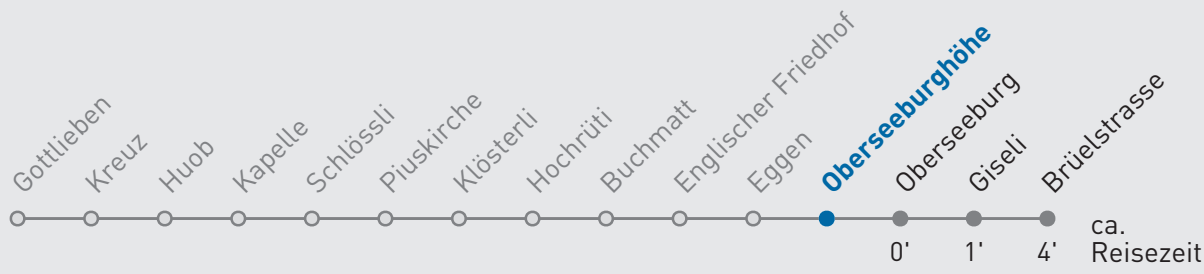 Gottlieben
Kreuz
Huob
Kapelle
Schlössli
Piuskirche
Klösterli
Hochrüti
Buchmatt
Englischer Friedhof
Eggen
Oberseeburghöhe
Oberseeburg
Giseli
Brüelstrasse
0' 1' 4'
ca.
Reisezeit